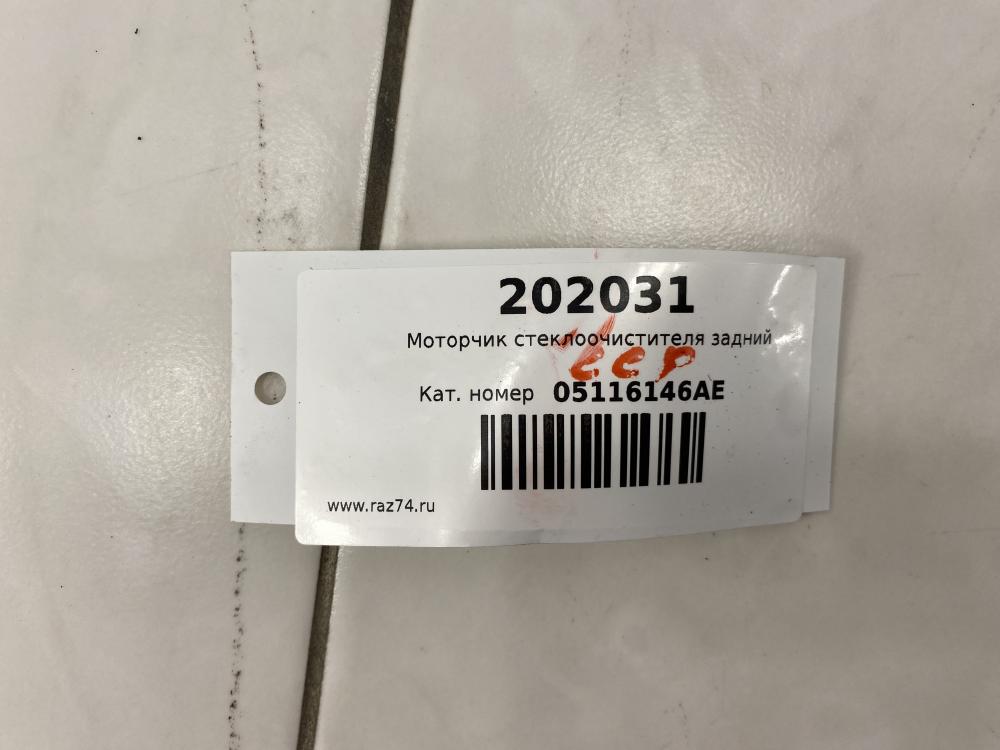 202031
Моторчик стеклоочистителя задний
Кат. номер 05116146AE
www.raz74.ru